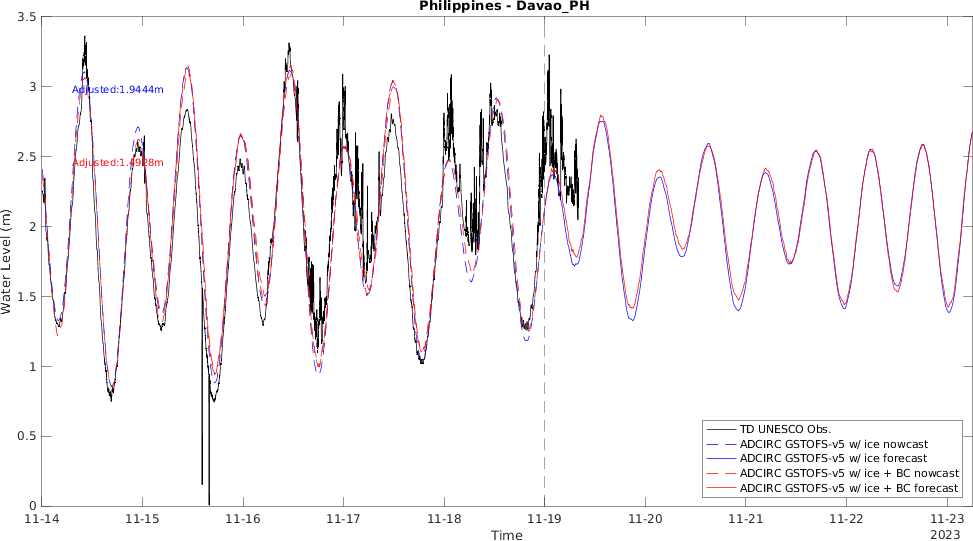 Philippines - Davao_PH
3.5
3
2.5
2
1.5
1
0.5
0
Water Level (m)
Adjusted:1.9444m
Adjusted:1.4928m
TD UNESCO Obs.
ADCIRC GSTOFS-v5 w/ ice nowcast
ADCIRC GSTOFS-v5 w/ ice forecast
ADCIRC GSTOFS-v5 w/ ice + BC nowcast
ADCIRC GSTOFS-v5 w/ ice + BC forecast
11-14 11-15 11-16 11-17 11-18 11-19 11-20 11-21 11-22 11-23
Time
2023